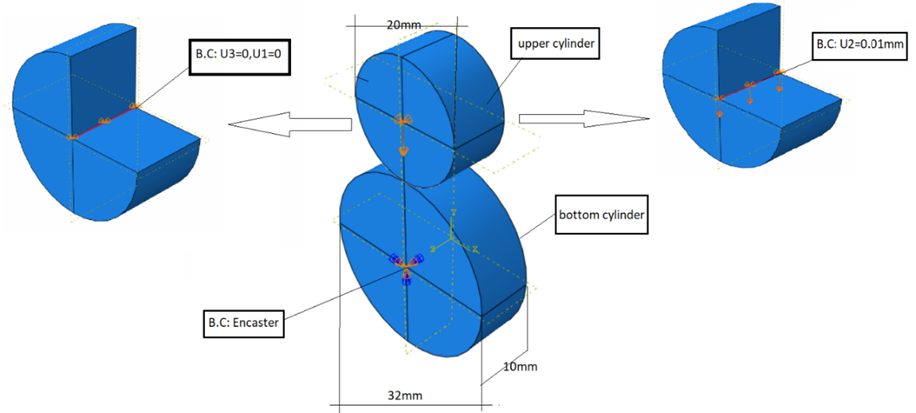 20mm
B.C: U3=0,U1=0
upper cylinder
B.C: U2=0.01mm
bottom cylinder
Y
Z
X
B.C: Encaster
10mm
32mm